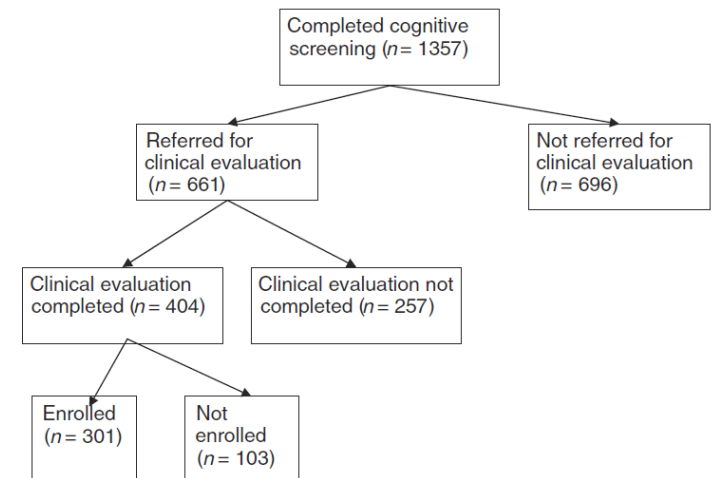 Completed cognitive
screening (n= 1357)
Referred for
clinical evaluation
(n= 661)
Not referred for
clinical evaluation
(n= 696)
Clinical evaluation
completed (n= 404)
Clinical evaluation not
completed (n= 257)
Enrolled
(n= 301)
Not
enrolled
(n= 103)